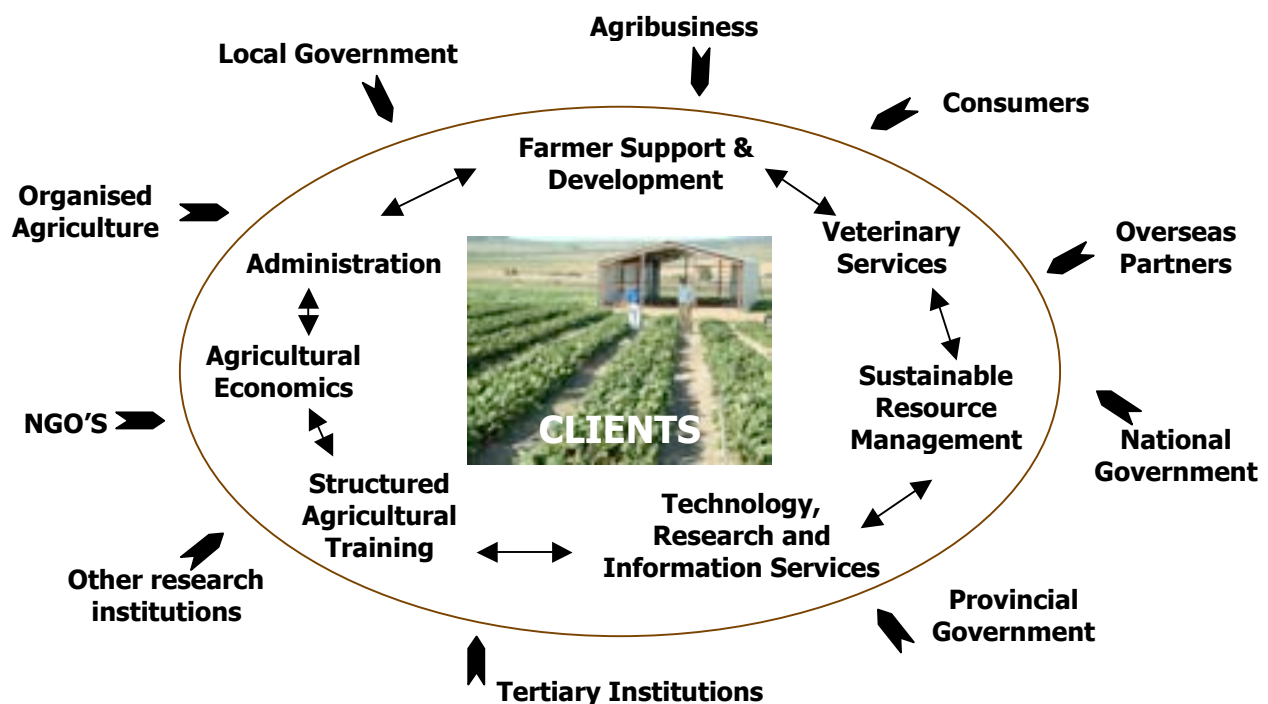 Agribusiness
Local Government
Consumers
Farmer Support &
Development
Organised
Agriculture
Veterinary
Services
Overseas
Partners
Administration
Agricultural
Economics
Sustainable
Resource
Management
CLIENTS
NGO'S
National
Government
Structured
Agricultural
Training
Technology,
Research and
Information Services
Other research
institutions
Provincial
Government
Tertiary Institutions